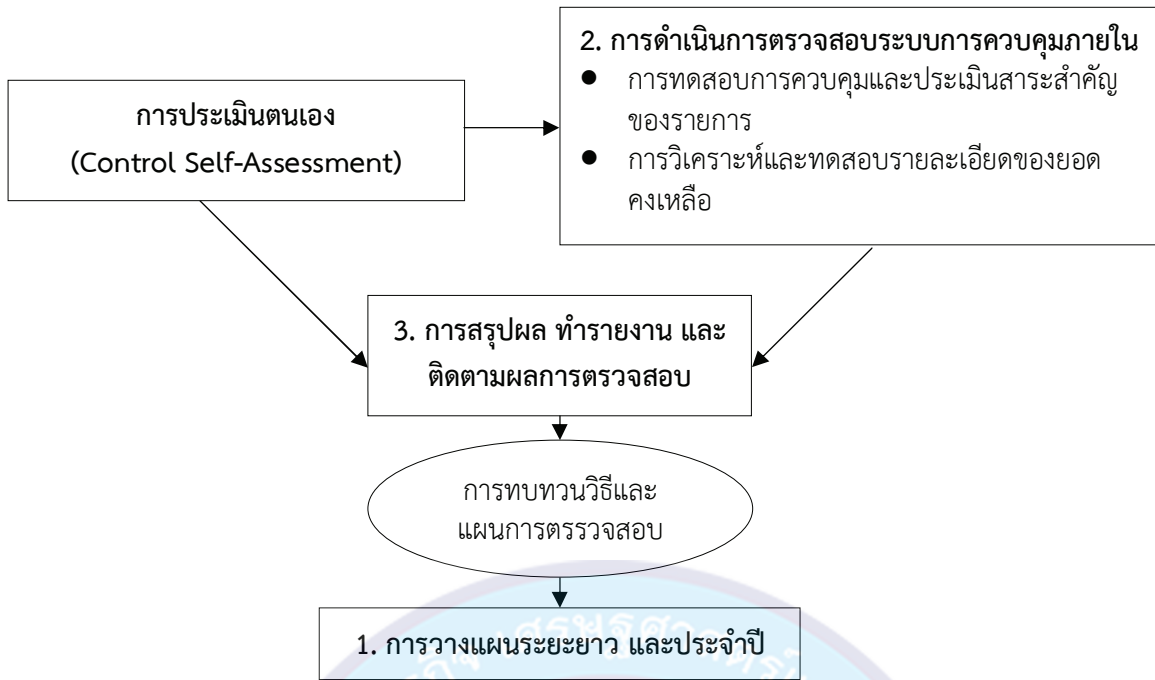 2. การดำเนินการตรวจสอบระบบการควบคุมภายใน
● การทดสอบการควบคุมและประเมินสาระสำคัญ
ของรายการ
● การวิเคราะห์และทดสอบรายละเอียดของยอด
คงเหลือ
การประเมินตนเอง
(Control Self-Assessment)
3. การสรุปผล ทำรายงาน และ
ติดตามผลการตรวจสอบ
การทบทวนวิธีและ
แผนการตรรวจสอบ
1. การวางแผนระยะยาว และประจำปี